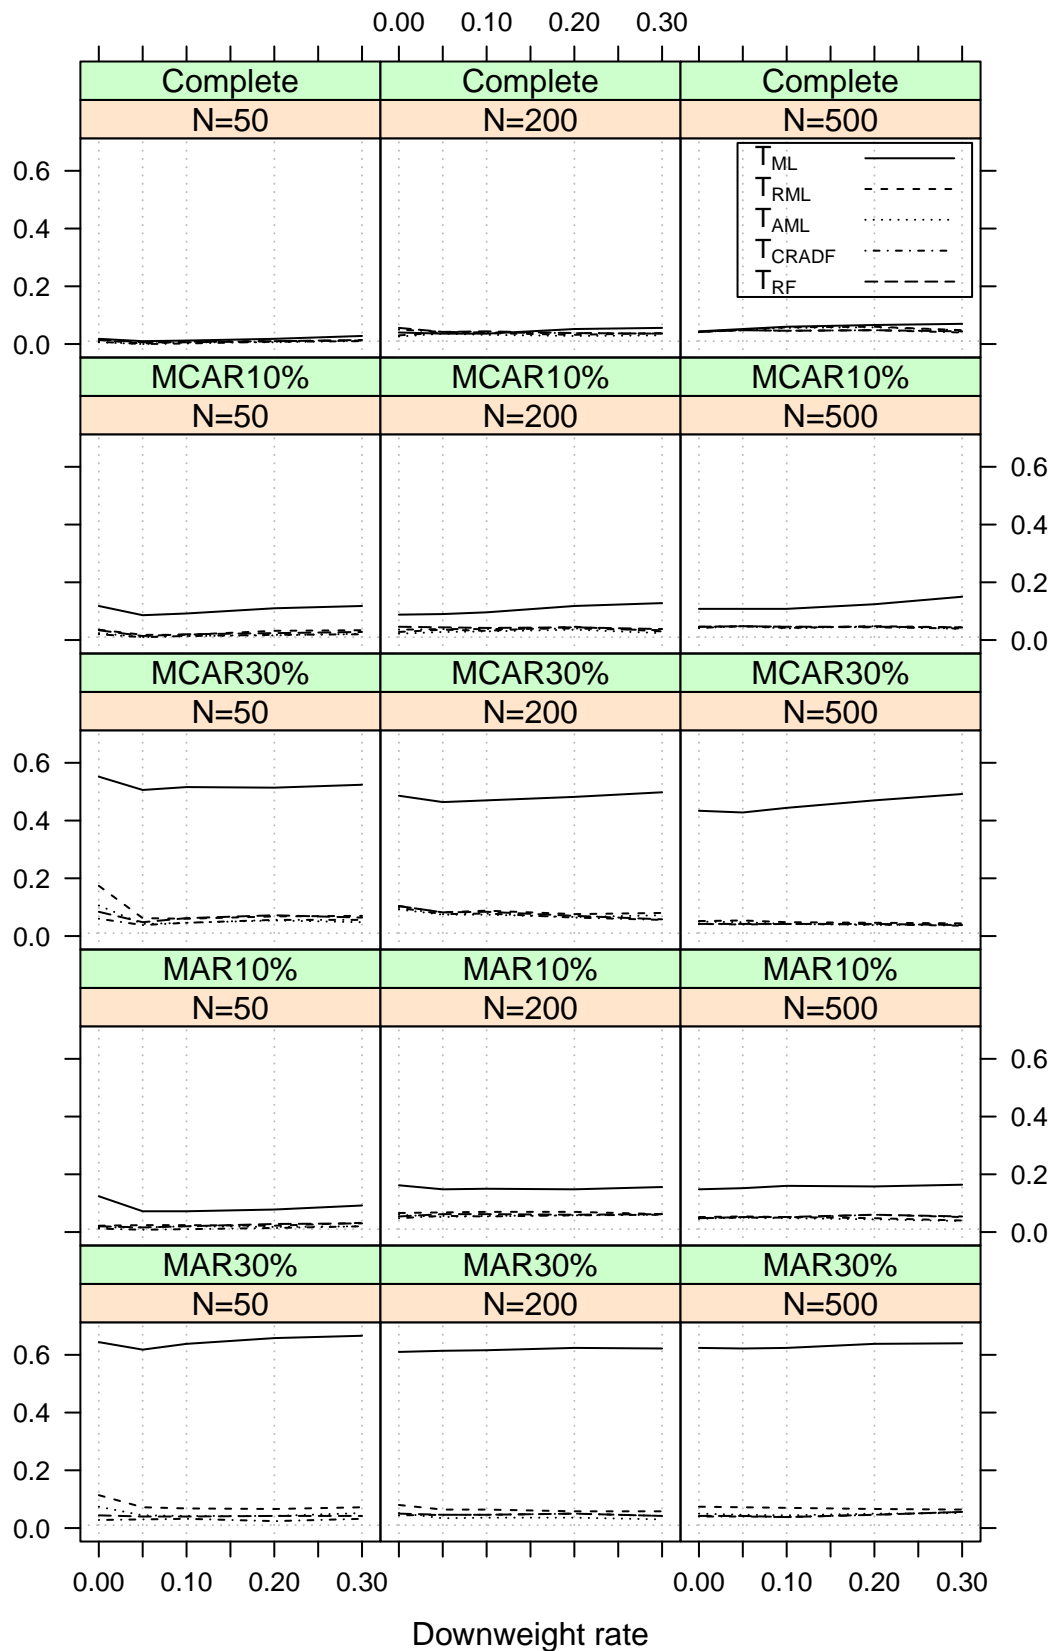 0.00 0.10 0.20 0.30
Complete Complete Complete
N=50 N=200 N=500
0.6
0.4
0.2
0.0
T_ML
T_RML
T_AML
T_CRADF
T_RF
MCAR10% MCAR10% MCAR10%
N=50 N=200 N=500
0.6
0.4
0.2
0.0
MCAR30% MCAR30% MCAR30%
N=50 N=200 N=500
0.6
0.4
0.2
0.0
MAR10% MAR10% MAR10%
N=50 N=200 N=500
0.6
0.4
0.2
0.0
MAR30% MAR30% MAR30%
N=50 N=200 N=500
0.6
0.4
0.2
0.0
0.00 0.10 0.20 0.30 0.00 0.10 0.20 0.30
Downweight rate